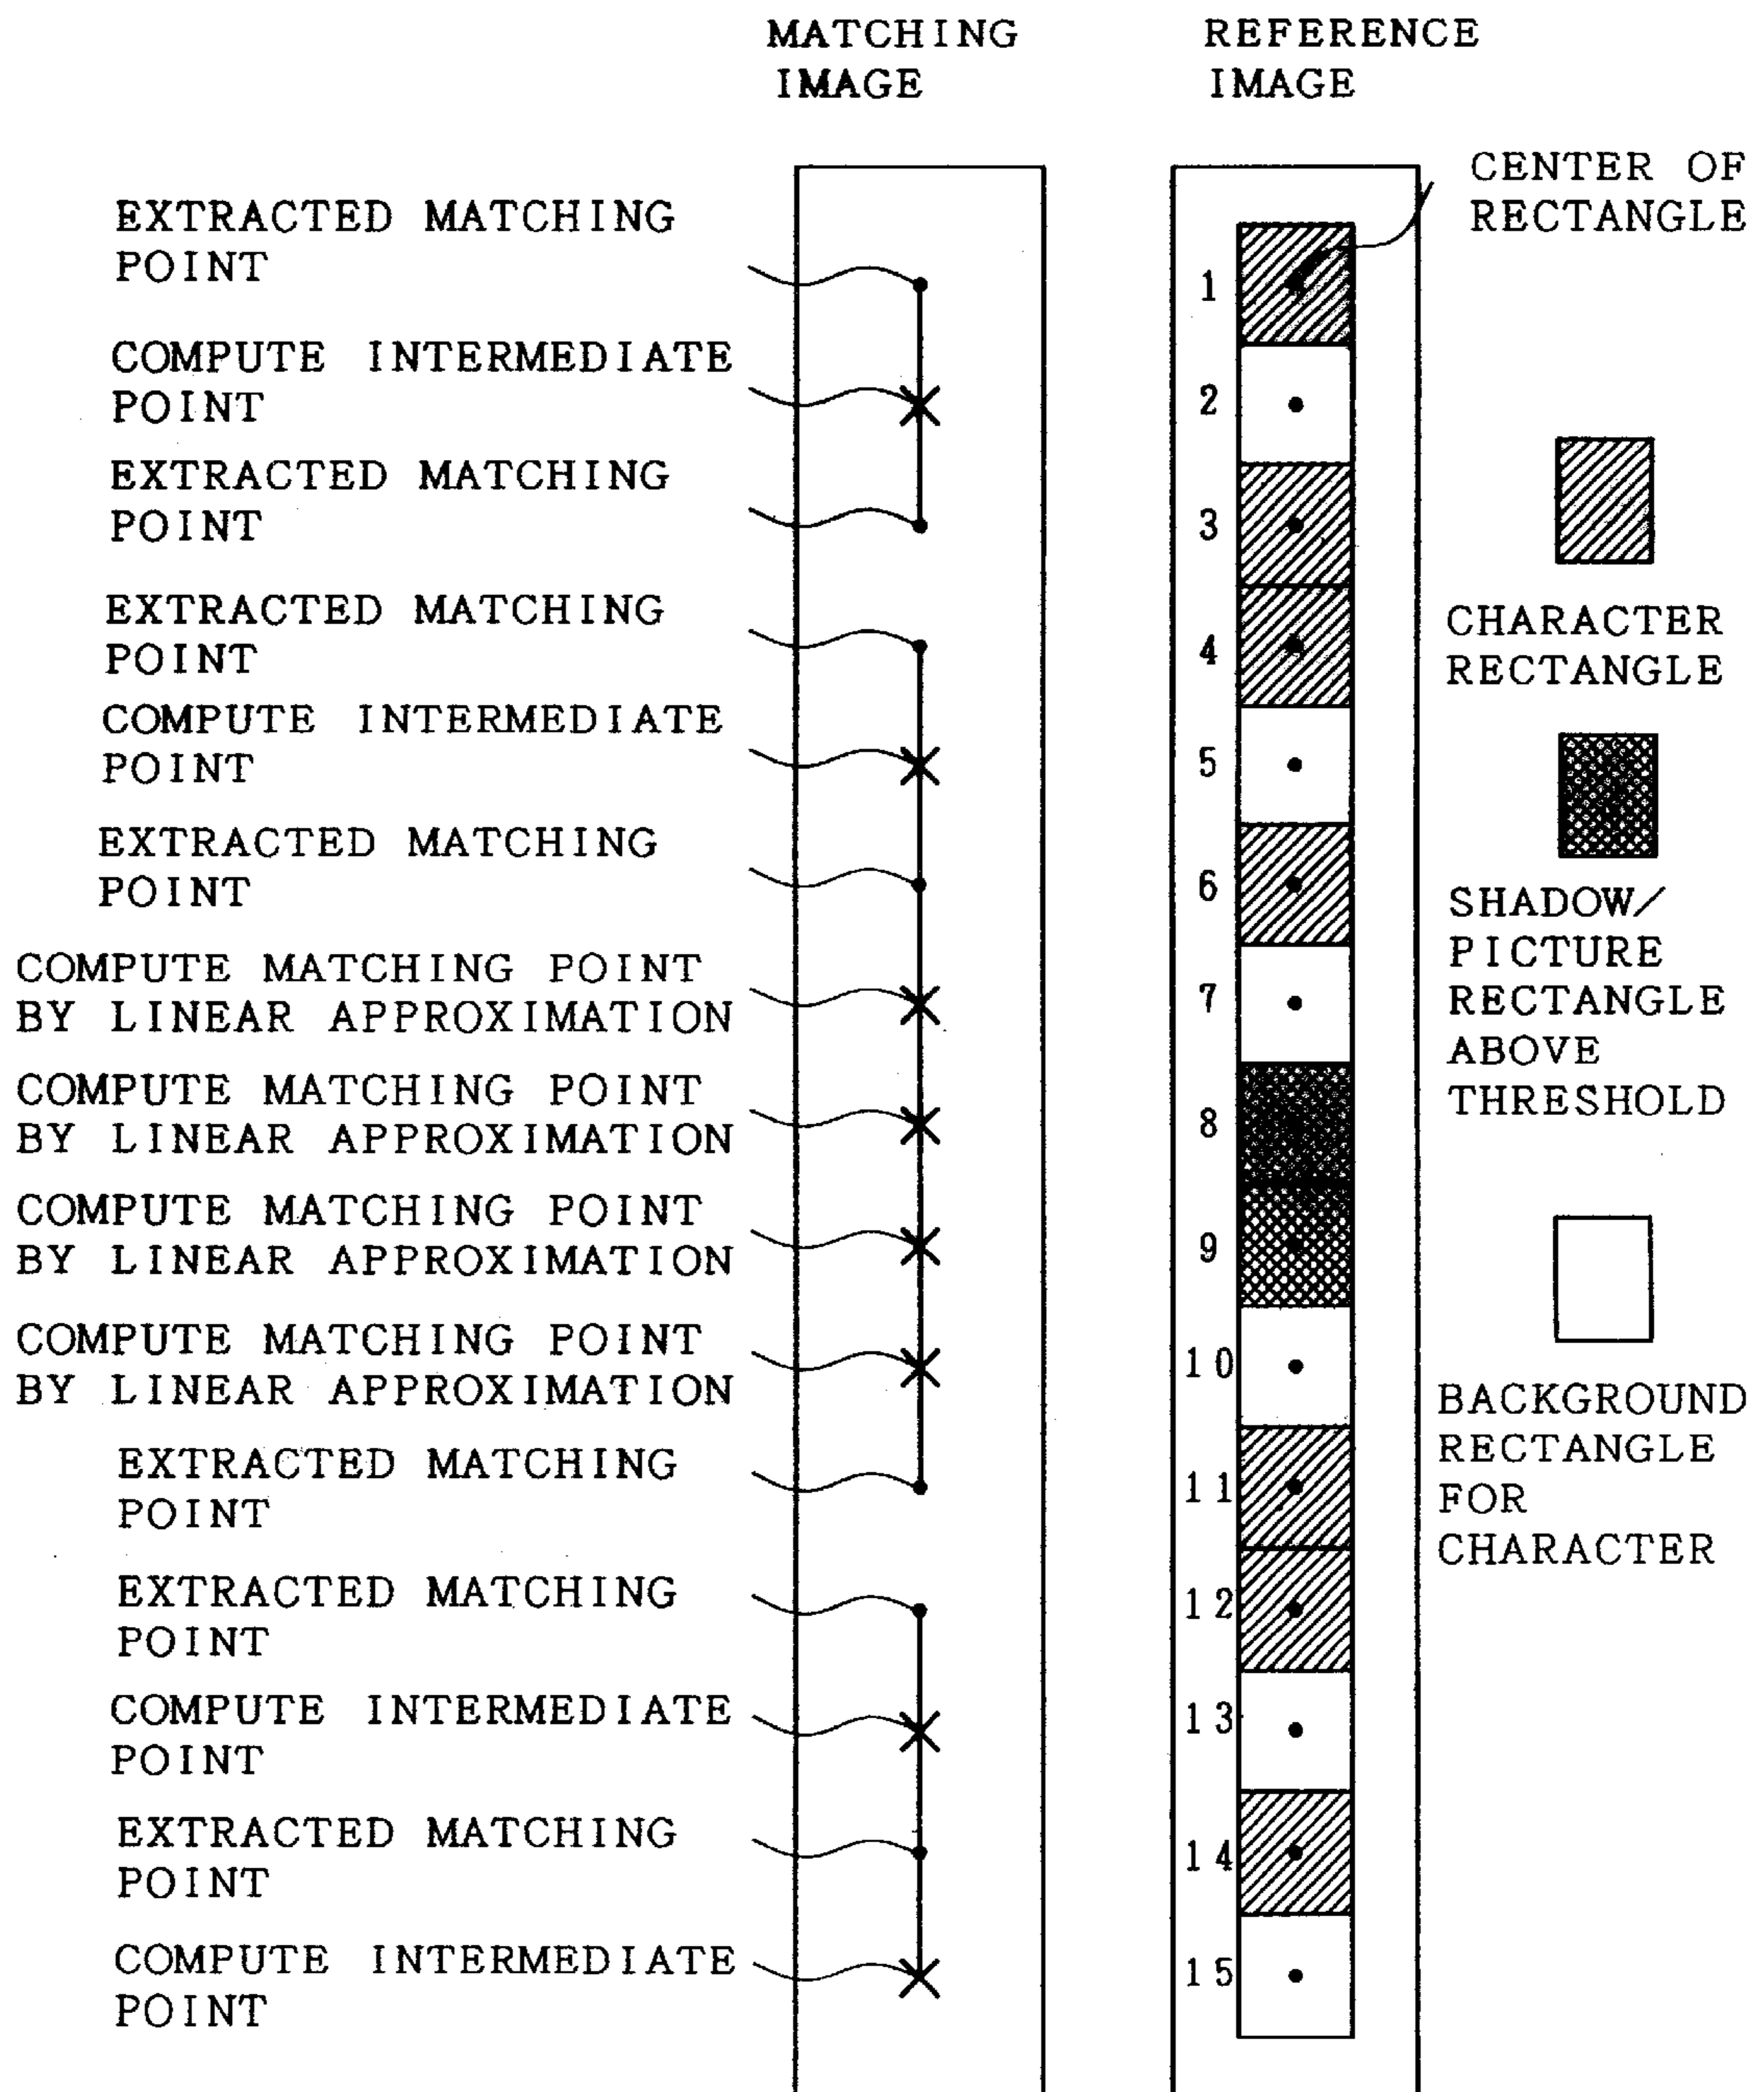 MATCHING
IMAGE
REFERENCE
IMAGE
CENTER OF
RECTANGLE
EXTRACTED MATCHING
POINT
COMPUTE INTERMEDIATE
POINT
EXTRACTED MATCHING
POINT
EXTRACTED MATCHING
POINT
COMPUTE INTERMEDIATE
POINT
EXTRACTED MATCHING
POINT
COMPUTE MATCHING POINT
BY LINEAR APPROXIMATION
COMPUTE MATCHING POINT
BY LINEAR APPROXIMATION
COMPUTE MATCHING POINT
BY LINEAR APPROXIMATION
COMPUTE MATCHING POINT
BY LINEAR APPROXIMATION
EXTRACTED MATCHING
POINT
EXTRACTED MATCHING
POINT
COMPUTE INTERMEDIATE
POINT
EXTRACTED MATCHING
POINT
COMPUTE INTERMEDIATE
POINT
1
2
3
4
5
6
7
8
9
10
11
12
13
14
15
CHARACTER
RECTANGLE
SHADOW/
PICTURE
RECTANGLE
ABOVE
THRESHOLD
BACKGROUND
RECTANGLE
FOR
CHARACTER